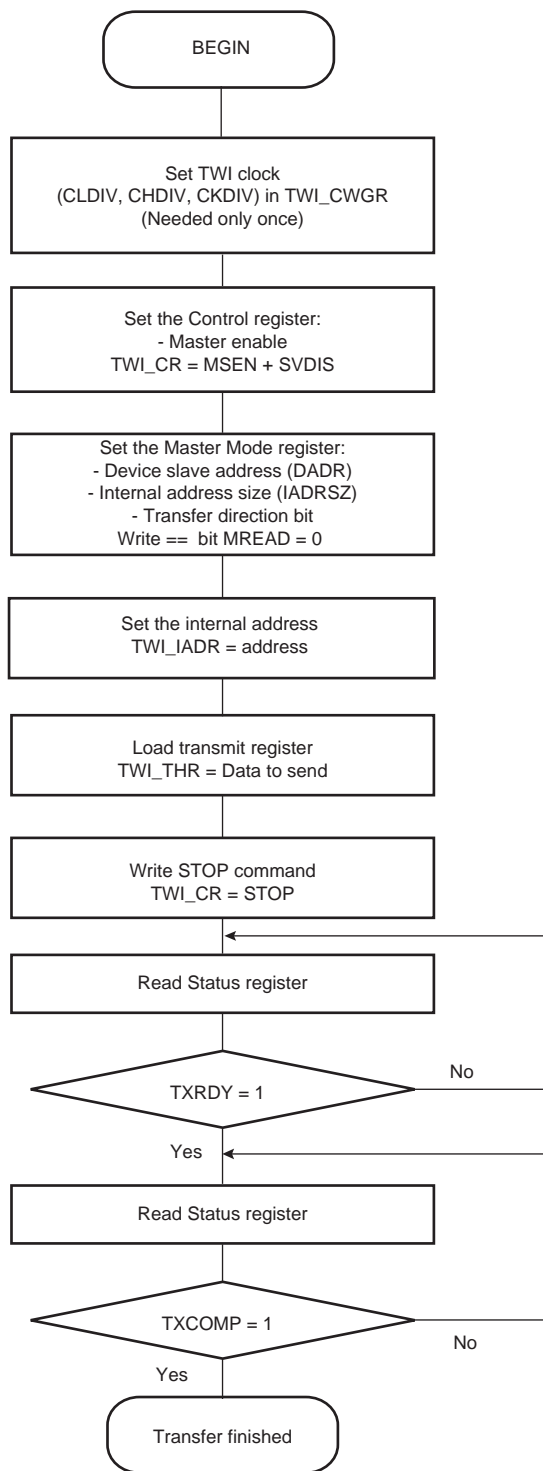 BEGIN
Set TWI clock
(CLDIV, CHDIV, CKDIV) in TWI_CWGR
(Needed only once)
Set the Control register:
- Master enable
TWI_CR = MSEN + SVDIS
Set the Master Mode register:
- Device slave address (DADR)
- Internal address size (IADRSZ)
- Transfer direction bit
Write == bit MREAD = 0
Set the internal address
TWI_IADR = address
Load transmit register
TWI_THR = Data to send
Write STOP command
TWI_CR = STOP
Read Status register
TXRDY = 1
No
Yes
Read Status register
TXCOMP = 1
No
Yes
Transfer finished